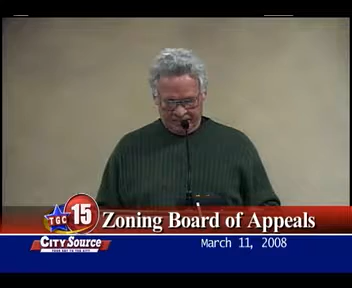 TGC
15
Zoning Board of Appeals
CITY SOURCE
March 11, 2008